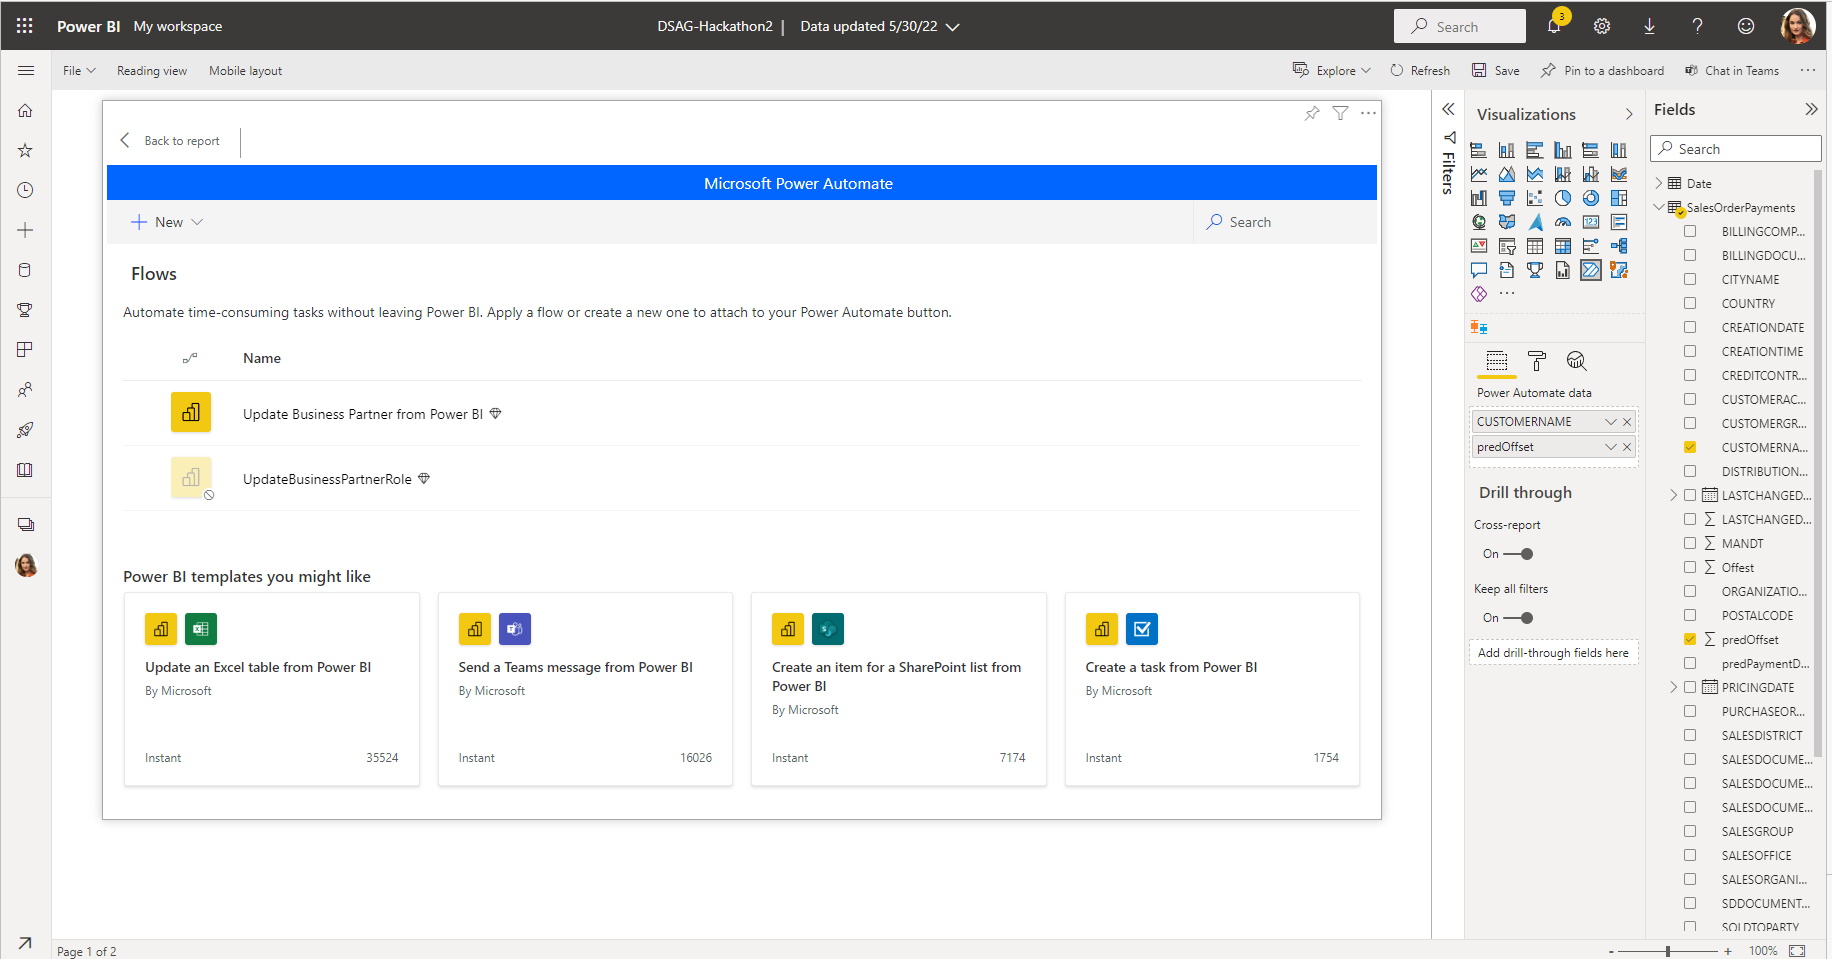 Power BI My workspace
DSAG-Hackathon2 | Data updated 5/30/22
Search
3
File
Reading view
Mobile layout
Explore
Refresh
Save
Pin to a dashboard
Chat in Teams
Back to report
Microsoft Power Automate
New
Search
Flows
Automate time-consuming tasks without leaving Power BI. Apply a flow or create a new one to attach to your Power Automate button.
Name
Update Business Partner from Power BI
UpdateBusinessPartnerRole
Power BI templates you might like
Update an Excel table from Power BI
By Microsoft
Instant 35524
Send a Teams message from Power BI
By Microsoft
Instant 16026
Create an item for a SharePoint list from
Power BI
By Microsoft
Instant 7174
Create a task from Power BI
By Microsoft
Instant 1754
Filters
Visualizations
123
Power Automate data
CUSTOMERNAME
predOffset
Drill through
Cross-report
On
Keep all filters
On
Add drill-through fields here
Fields
Search
Date
SalesOrderPayments
BILLINGCOMP...
BILLINGDOCU...
CITYNAME
COUNTRY
CREATIONDATE
CREATIONTIME
CREDITCONTR...
CUSTOMERAC...
CUSTOMERGR...
CUSTOMERNA...
DISTRIBUTION...
LASTCHANGED...
LASTCHANGED...
MANDT
Offest
ORGANIZATIO...
POSTALCODE
predOffset
predPaymentD...
PRICINGDATE
PURCHASEOR...
SALESDISTRICT
SALESDOCUME...
SALESDOCUME...
SALESDOCUME...
SALESGROUP
SALESOFFICE
SALESORGANI...
SDDOCUMENT...
SOLDTOPARTY
Page 1 of 2
- + 100%